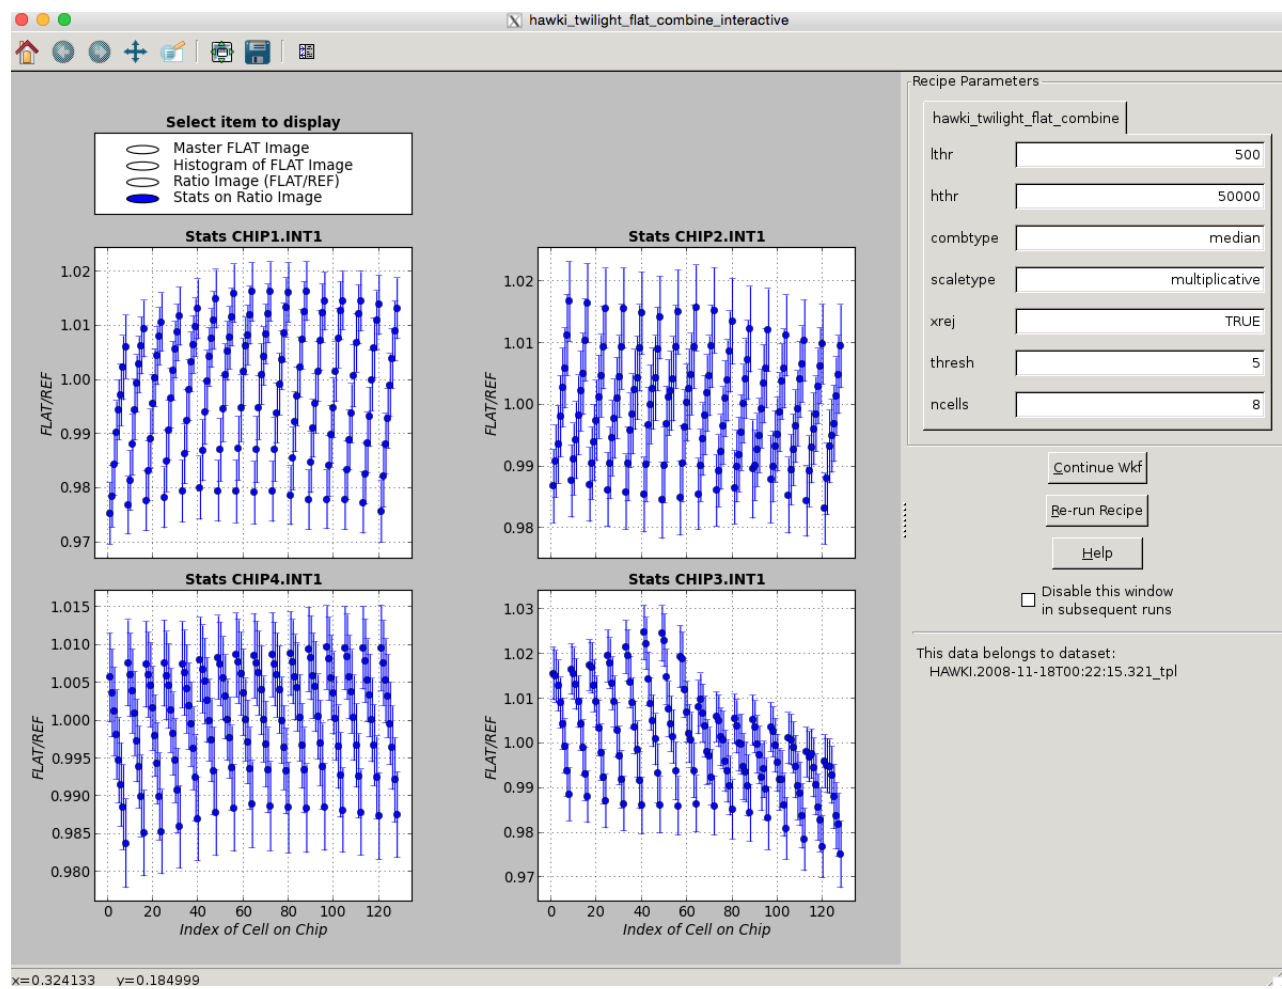 hawki_twilight_flat_combine_interactive
Select item to display
Master FLAT Image
Histogram of FLAT Image
Ratio Image (FLAT/REF)
Stats on Ratio Image
Stats CHIP1.INT1
1.02
1.01
1.00
0.99
0.98
0.97
FLAT/REF
Stats CHIP2.INT1
1.02
1.01
1.00
0.99
0.98
FLAT/REF
Stats CHIP4.INT1
1.015
1.010
1.005
1.000
0.995
0.990
0.985
0.980
FLAT/REF
0 20 40 60 80 100 120
Index of Cell on Chip
Stats CHIP3.INT1
1.03
1.02
1.01
1.00
0.99
0.98
0.97
FLAT/REF
0 20 40 60 80 100 120
Index of Cell on Chip
Recipe Parameters
hawki_twilight_flat_combine
lthr 500
hthr 50000
combtype median
scaletype multiplicative
xrej TRUE
thresh 5
ncells 8
Continue Wkf
Re-run Recipe
Help
Disable this window
in subsequent runs
This data belongs to dataset:
HAWKI.2008-11-18T00:22:15.321_tpl
x=0.324133 y=0.184999